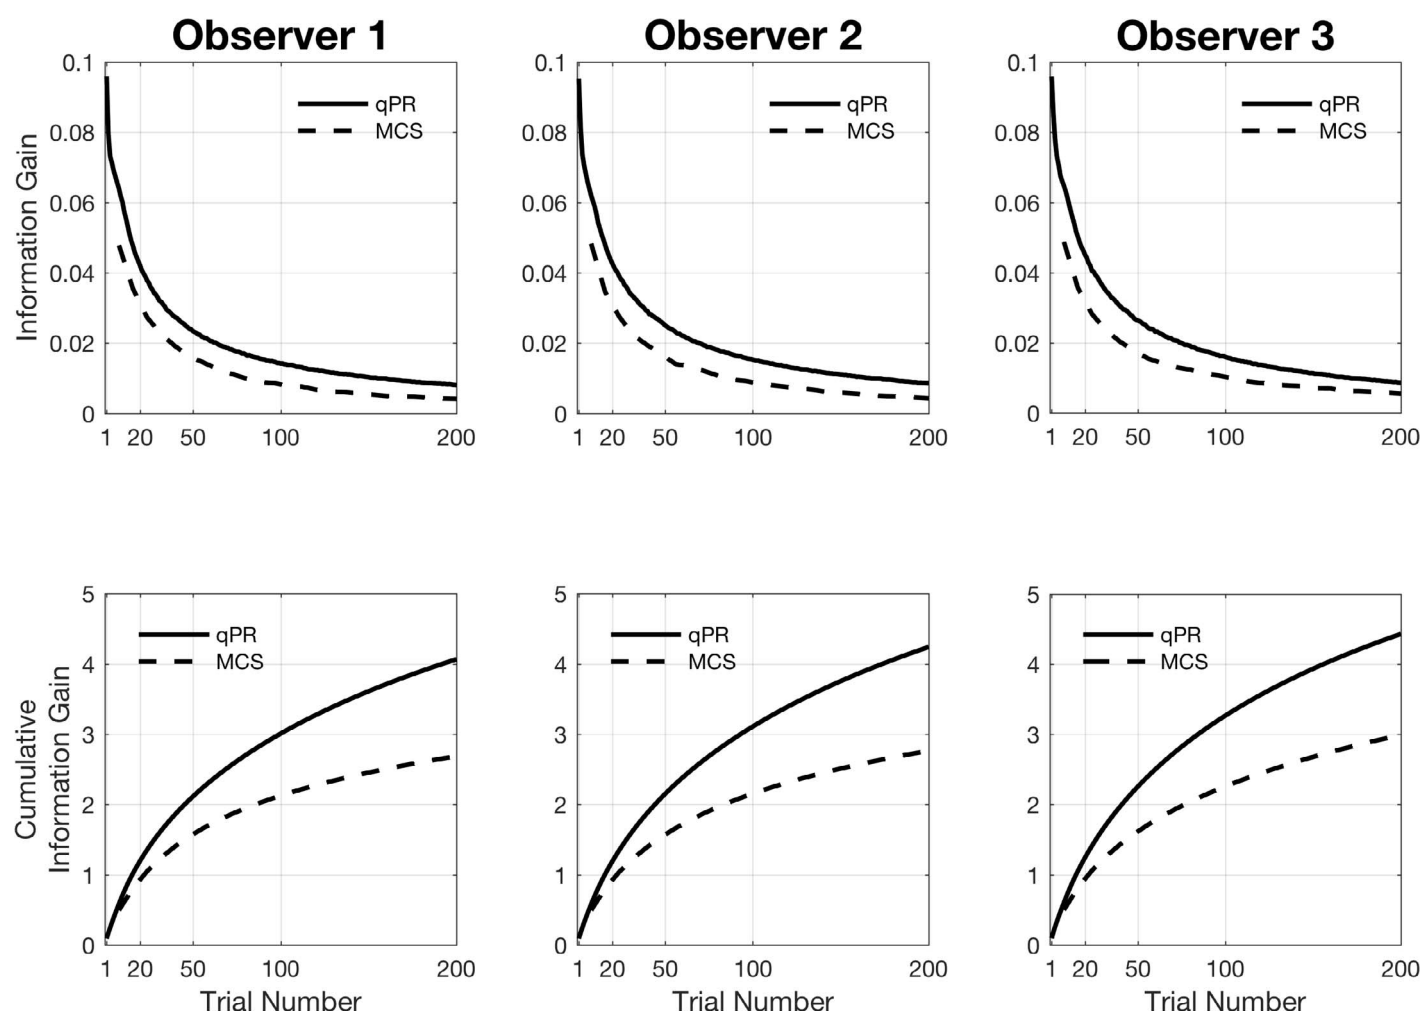 Observer 1
Observer 2
Observer 3
Information Gain
0.1
0.08
0.06
0.04
0.02
0
qPR
MCS
1 20 50 100 200
0.1
0.08
0.06
0.04
0.02
0
qPR
MCS
1 20 50 100 200
0.1
0.08
0.06
0.04
0.02
0
qPR
MCS
1 20 50 100 200
Cumulative
Information Gain
5
4
3
2
1
0
qPR
MCS
1 20 50 100 200
Trial Number
5
4
3
2
1
0
qPR
MCS
1 20 50 100 200
Trial Number
5
4
3
2
1
0
qPR
MCS
1 20 50 100 200
Trial Number